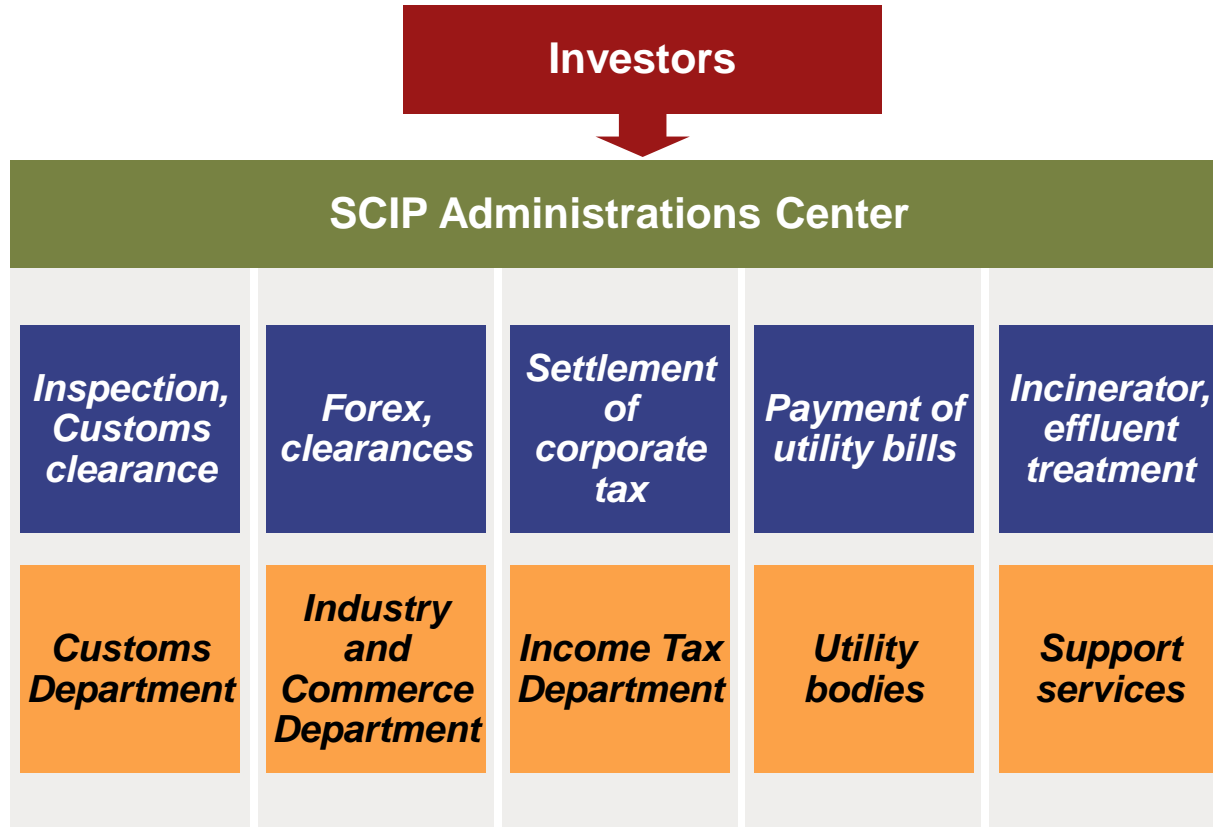 Investors
SCIP Administrations Center
Inspection,
Customs
clearance
Forex,
clearances
Settlement
of
corporate
tax
Payment of
utility bills
Incinerator,
effluent
treatment
Customs
Department
Industry
and
Commerce
Department
Income Tax
Department
Utility
bodies
Support
services